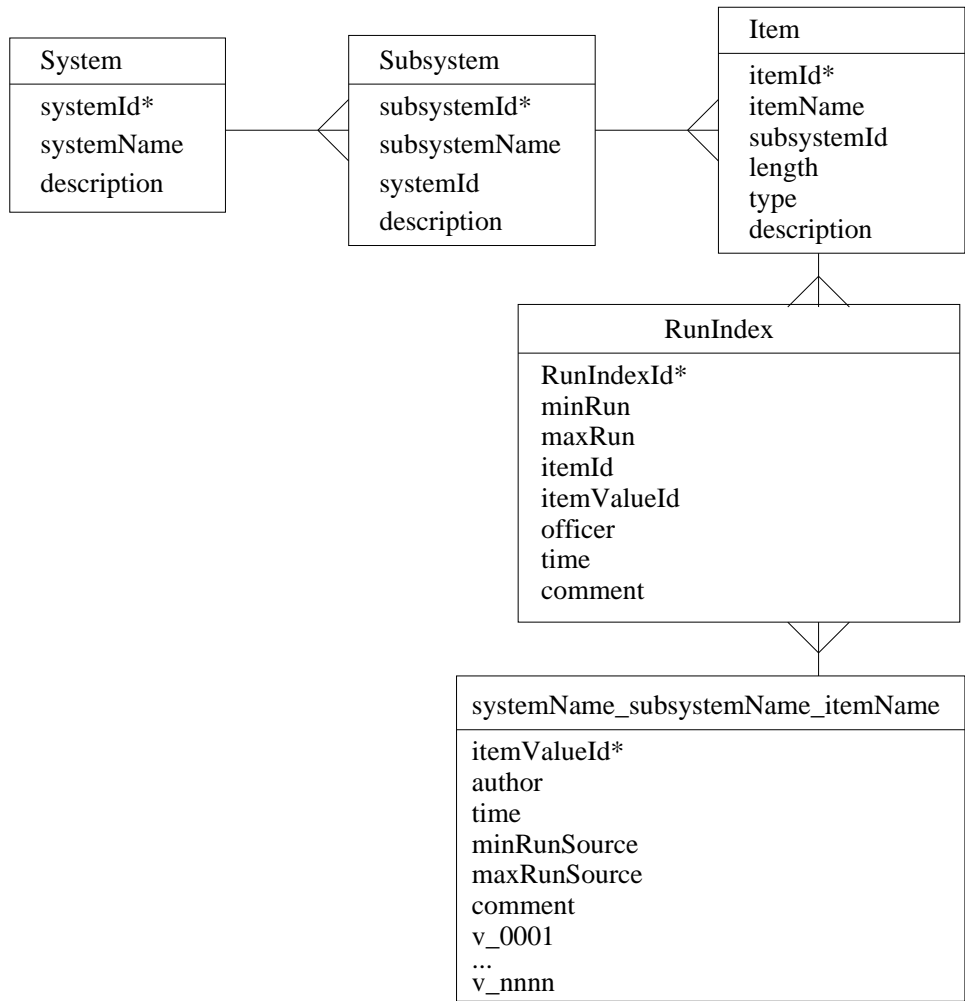 System
systemId*
systemName
description
Subsystem
subsystemId*
subsystemName
systemId
description
Item
itemId*
itemName
subsystemId
length
type
description
RunIndex
RunIndexId*
minRun
maxRun
itemId
itemValueId
officer
time
comment
systemName_subsystemName_itemName
itemValueId*
author
time
minRunSource
maxRunSource
comment
v_0001
...
v_nnnn